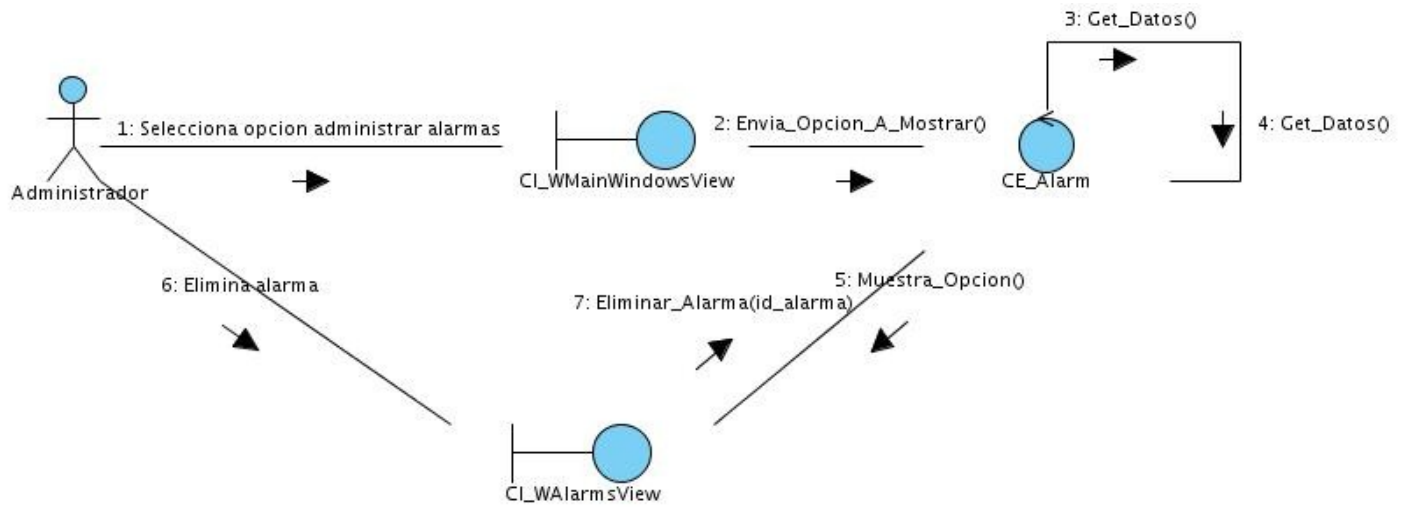 3: Get_Datos()
1: Selecciona opcion administrar alarmas
2: Envia_Opcion_A_Mostrar()
4: Get_Datos()
Administrador
CI_WMainWindowsView
CE_Alarm
6: Elimina alarma
7: Eliminar_Alarma(id_alarma)
5: Muestra_Opcion()
CI_WAlarmsView